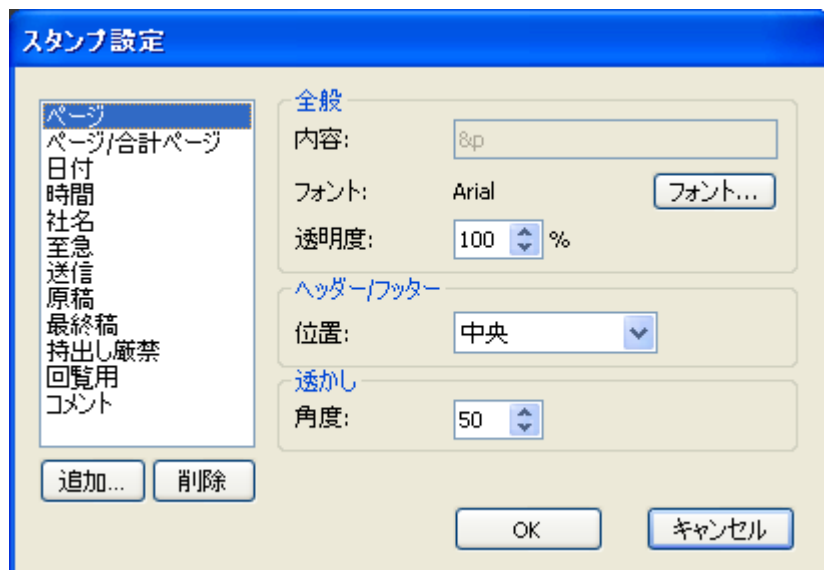 スタンプ設定
ページ
ページ/合計ページ
日付
時間
社名
至急
送信
原稿
最終稿
持出し厳禁
回覧用
コメント
追加...
削除
全般
内容:
&p
フォント:
Arial
フォント...
透明度:
100
%
ヘッダー/フッター
位置:
中央
透かし
角度:
50
OK
キャンセル